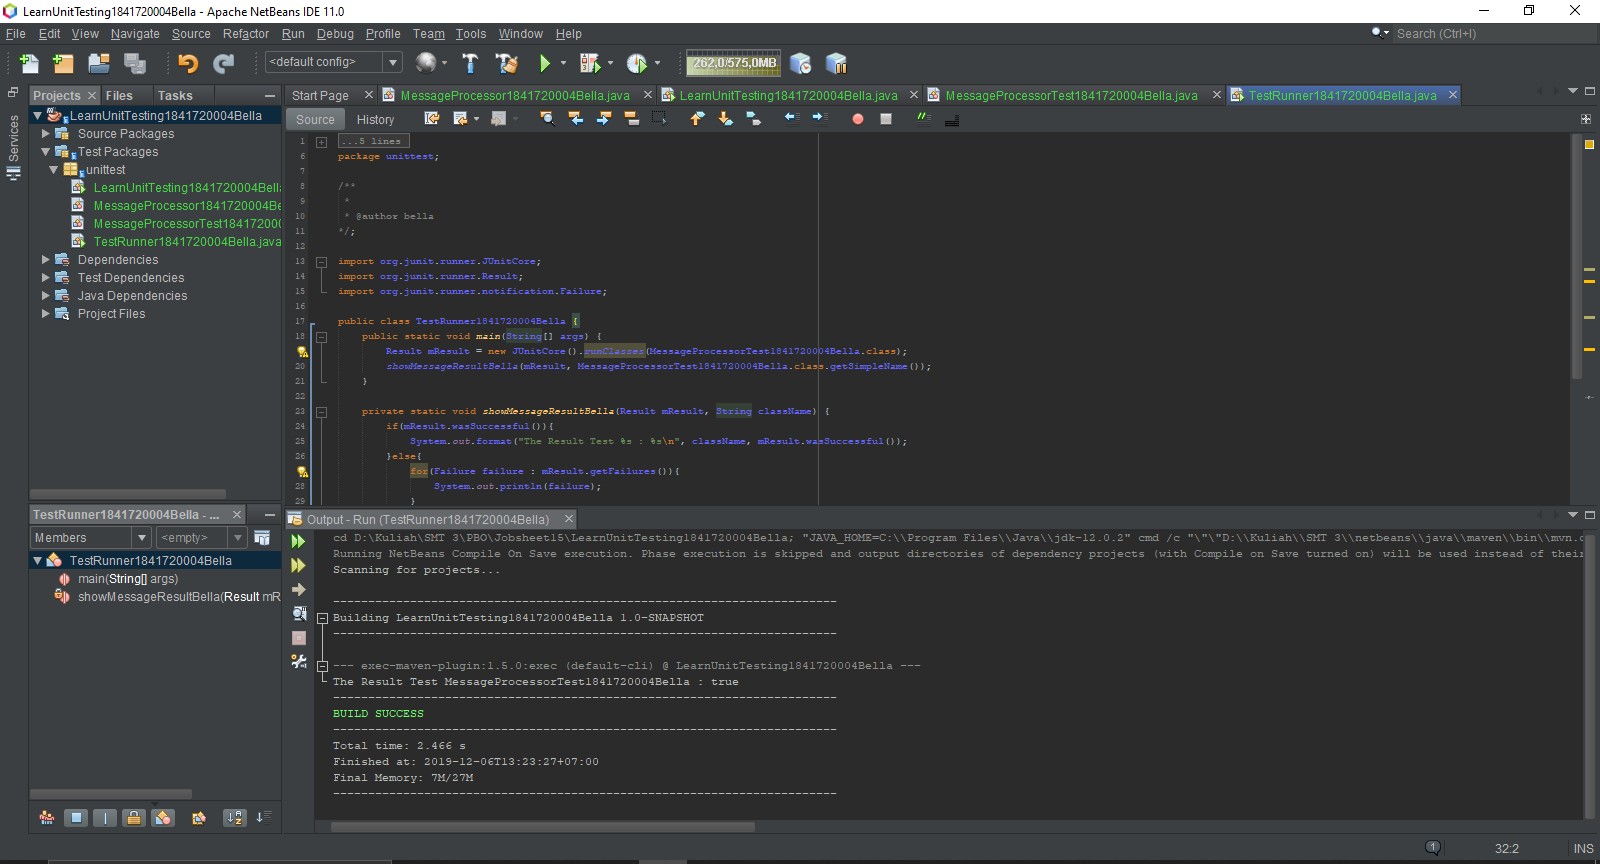 LearnUnitTesting1841720004Bella - Apache NetBeans IDE 11.0
File Edit View Navigate Source Refactor Run Debug Profile Team Tools Window Help
Search (Ctrl+I)
<default config>
262,0/575,0MB
Projects Files Tasks
Services
LearnUnitTesting1841720004Bella
Source Packages
Test Packages
unittest
LearnUnitTesting1841720004Bell
MessageProcessor1841720004Be
MessageProcessorTest184172000
TestRunner1841720004Bella.java
Dependencies
Test Dependencies
Java Dependencies
Project Files
TestRunner1841720004Bella - ...
Members <empty>
TestRunner1841720004Bella
main(String[] args)
showMessageResultBella(Result mR
Start Page MessageProcessor1841720004Bella.java LearnUnitTesting1841720004Bella.java MessageProcessorTest1841720004Bella.java TestRunner1841720004Bella.java
Source History
1 ...5 lines
6 package unittest;
7
8 /**
9 *
10 * @author bella
11 */;
12
13 import org.junit.runner.JUnitCore;
14 import org.junit.runner.Result;
15 import org.junit.runner.notification.Failure;
16
17 public class TestRunner1841720004Bella {
18 public static void main(String[] args) {
Result mResult = new JUnitCore().runClasses(MessageProcessorTest1841720004Bella.class);
20 showMessageResultBella(mResult, MessageProcessorTest1841720004Bella.class.getSimpleName());
21 }
22
23 private static void showMessageResultBella(Result mResult, String className) {
24 if(mResult.wasSuccessful()){
25 System.out.format("The Result Test %s : %s\n", className, mResult.wasSuccessful());
26 }else{
for(Failure failure : mResult.getFailures()){
28 System.out.println(failure);
29 }
Output - Run (TestRunner1841720004Bella)
cd D:\Kuliah\SMT 3\PBO\Jobsheet15\LearnUnitTesting1841720004Bella; "JAVA_HOME=C:\\Program Files\\Java\\jdk-12.0.2" cmd /c "\"\"D:\\Kuliah\\SMT 3\\netbeans\\java\\maven\\bin\\mvn.c
Running NetBeans Compile On Save execution. Phase execution is skipped and output directories of dependency projects (with Compile on Save turned on) will be used instead of their
Scanning for projects...
------------------------------------------------------------------------
Building LearnUnitTesting1841720004Bella 1.0-SNAPSHOT
------------------------------------------------------------------------
--- exec-maven-plugin:1.5.0:exec (default-cli) @ LearnUnitTesting1841720004Bella ---
The Result Test MessageProcessorTest1841720004Bella : true
------------------------------------------------------------------------
BUILD SUCCESS
------------------------------------------------------------------------
Total time: 2.466 s
Finished at: 2019-12-06T13:23:27+07:00
Final Memory: 7M/27M
------------------------------------------------------------------------
1 32:2 INS